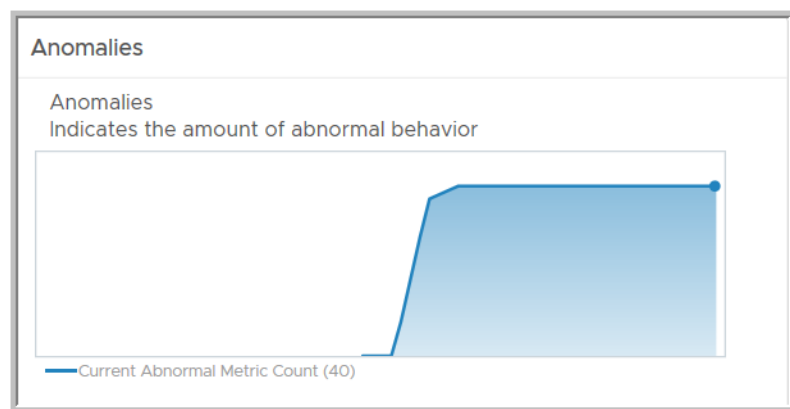 Anomalies
Anomalies
Indicates the amount of abnormal behavior
Current Abnormal Metric Count (40)